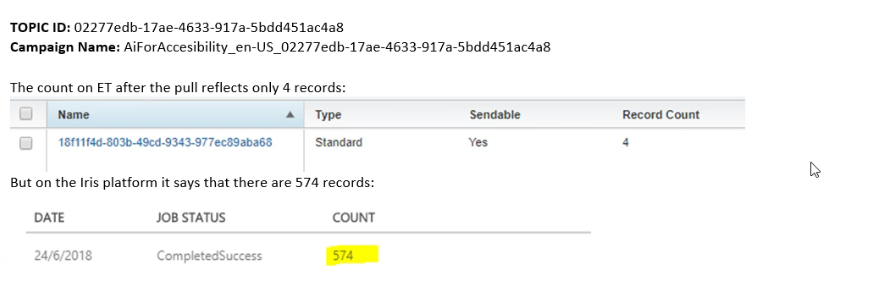 TOPIC ID: 02277edb-17ae-4633-917a-5bdd451ac4a8
Campaign Name: AiForAccesibility_en-US_02277edb-17ae-4633-917a-5bdd451ac4a8
The count on ET after the pull reflects only 4 records:
Name Type Sendable Record Count
18f11f4d-803b-49cd-9343-977ec89aba68 Standard Yes 4
But on the Iris platform it says that there are 574 records:
DATE JOB STATUS COUNT
24/6/2018 CompletedSuccess 574